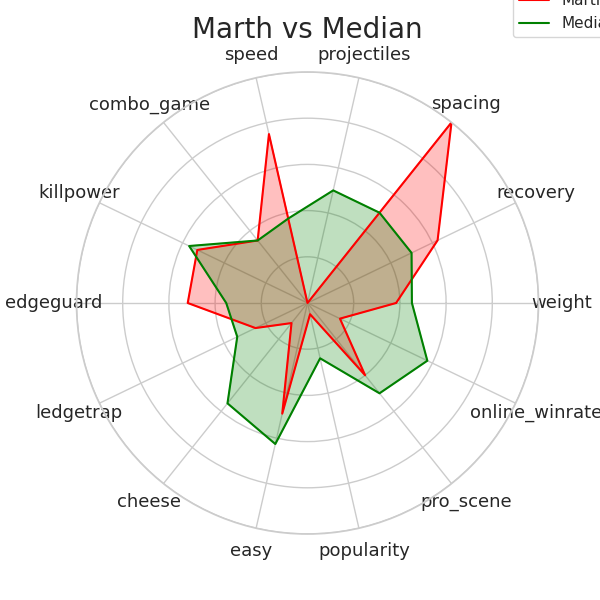 Marth vs Median
speed
projectiles
combo_game
spacing
killpower
recovery
edgeguard
weight
ledgetrap
online_winrate
cheese
pro_scene
easy
popularity